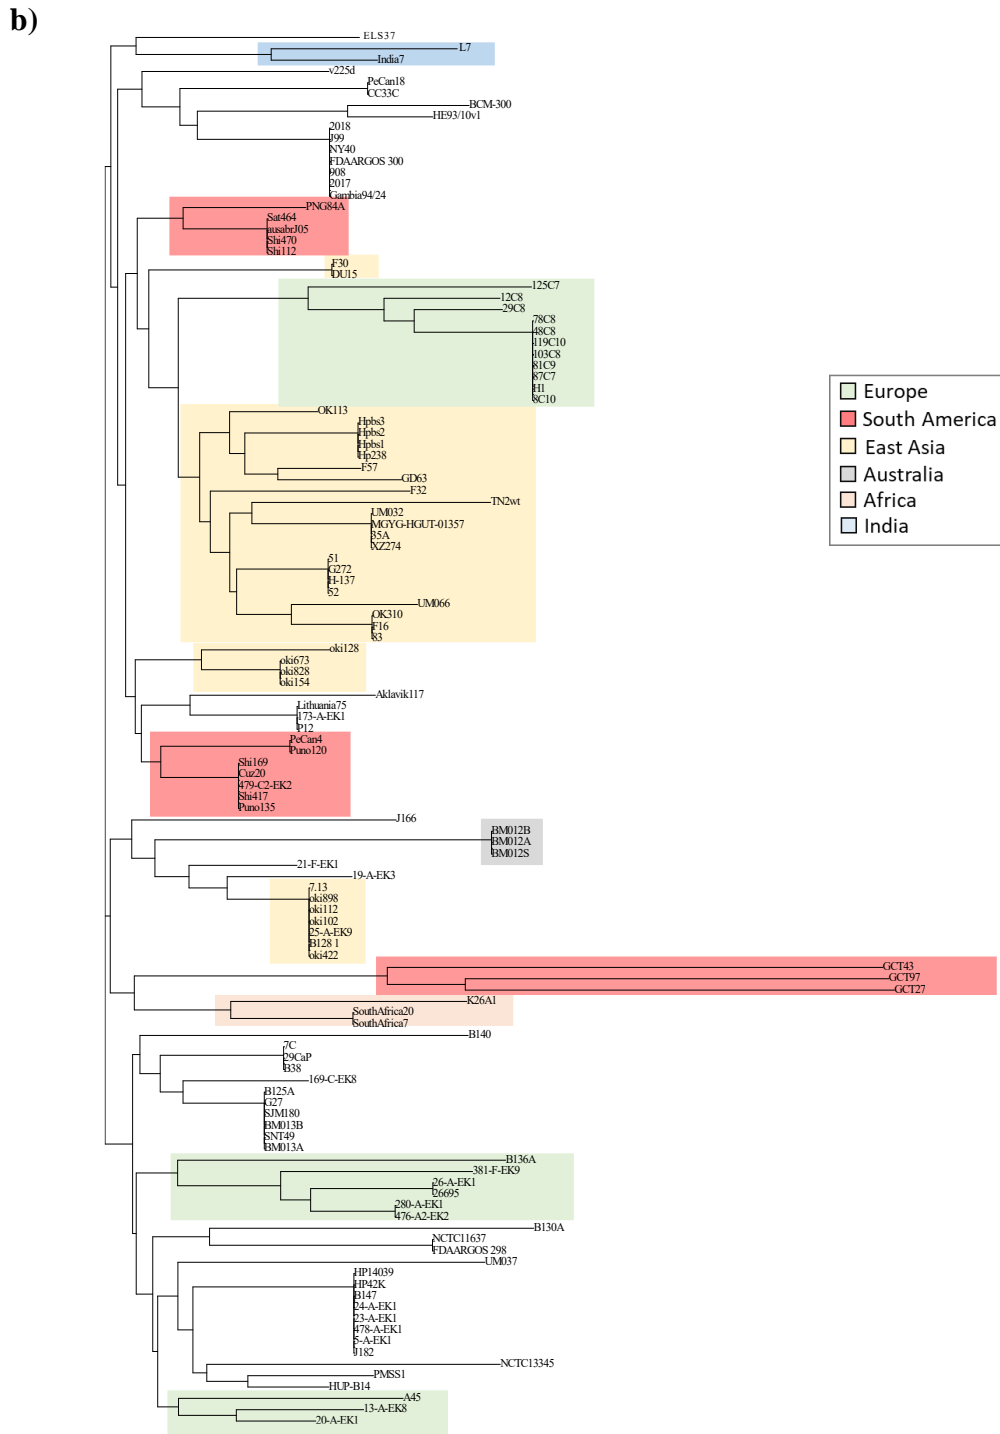 b)
ELS37
L7
India7
v225d
PeCan18
CC33C
BCM-300
HE93/10v1
2018
J99
NY40
FDAARGOS 300
908
2017
Gambia94/24
PNG84A
Sat464
ausabrJ05
Shi470
Shi112
F30
DU15
125C7
12C8
29C8
78C8
48C8
119C10
103C8
81C9
87C7
H1
8C10
Europe
South America
East Asia
Australia
Africa
India
OK113
Hpbs3
Hpbs2
Hpbs1
Hp238
F57
GD63
F32
TN2wt
UM032
MGYG-HGUT-01357
35A
XZ274
51
G272
H-137
52
UM066
OK310
F16
83
oki128
oki673
oki828
oki154
Aklavik117
Lithuania75
173-A-EK1
P12
PeCan4
Puno120
Shi169
Cuz20
479-C2-EK2
Shi417
Puno135
J166
BM012B
BM012A
BM012S
21-F-EK1
19-A-EK3
7.13
oki898
oki112
oki102
25-A-EK9
B128 1
oki422
GCT43
GCT97
GCT27
K26A1
SouthAfrica20
SouthAfrica7
B140
7C
29CaP
B38
169-C-EK8
B125A
G27
SJM180
BM013B
SNT49
BM013A
B136A
381-F-EK9
26-A-EK1
26695
280-A-EK1
476-A2-EK2
B130A
NCTC11637
FDAARGOS 298
UM037
HP14039
HP42K
B147
24-A-EK1
23-A-EK1
478-A-EK1
5-A-EK1
J182
NCTC13345
PMSS1
HUP-B14
A45
13-A-EK8
20-A-EK1